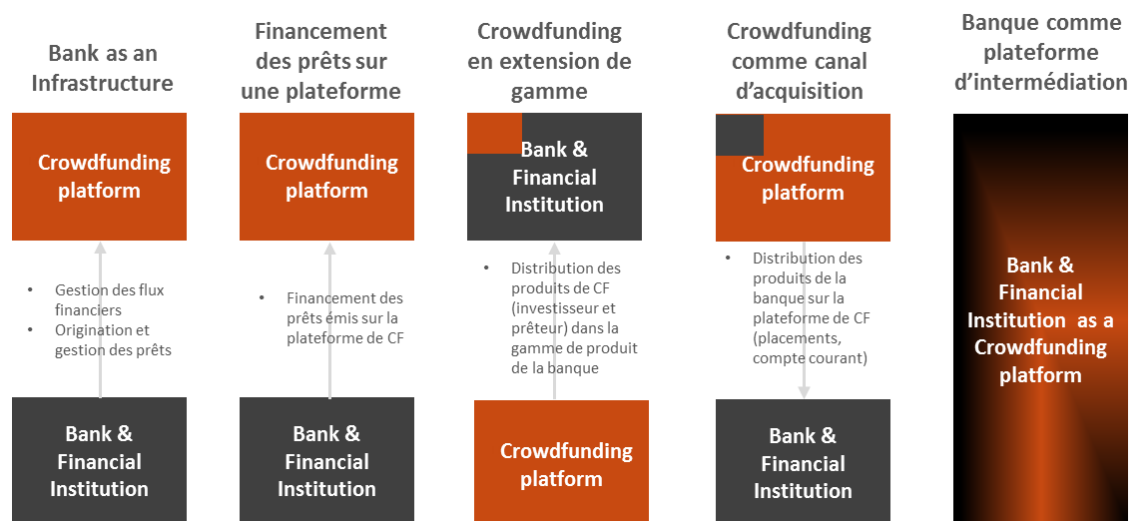 Bank as an
Infrastructure
Crowdfunding
platform
• Gestion des flux
financiers
• Origination et
gestion des prêts
Bank &
Financial
Institution
Financement
des prêts sur
une plateforme
Crowdfunding
platform
• Financement des
prêts émis sur la
plateforme de CF
Bank &
Financial
Institution
Crowdfunding
en extension de
gamme
Bank &
Financial
Institution
• Distribution des
produits de CF
(investisseur et
prêteur) dans la
gamme de produit
de la banque
Crowdfunding
platform
Crowdfunding
comme canal
d’acquisition
Crowdfunding
platform
• Distribution des
produits de la
banque sur la
plateforme de CF
(placements,
compte courant)
Bank &
Financial
Institution
Banque comme
plateforme
d’intermédiation
Bank &
Financial
Institution as a
Crowdfunding
platform